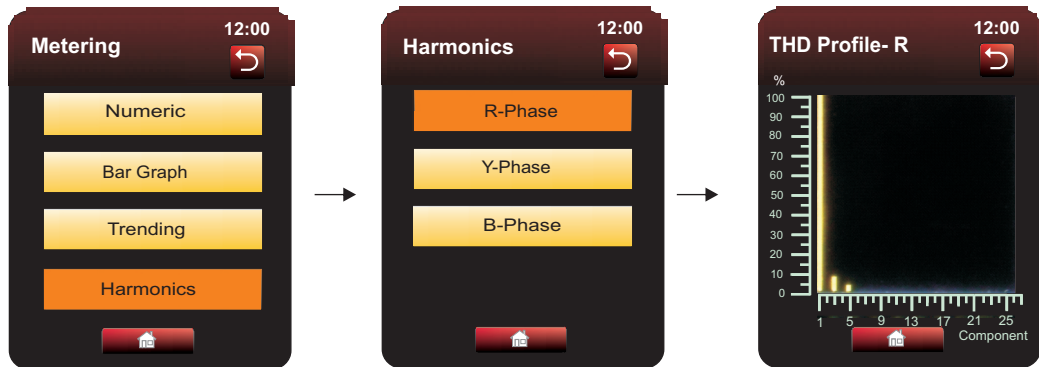 12:00
Metering
Numeric
Bar Graph
Trending
Harmonics
12:00
Harmonics
R-Phase
Y-Phase
B-Phase
12:00
THD Profile- R
%
100
90
80
70
60
50
40
30
20
10
0
1 5 9 13 17 21 25
Component